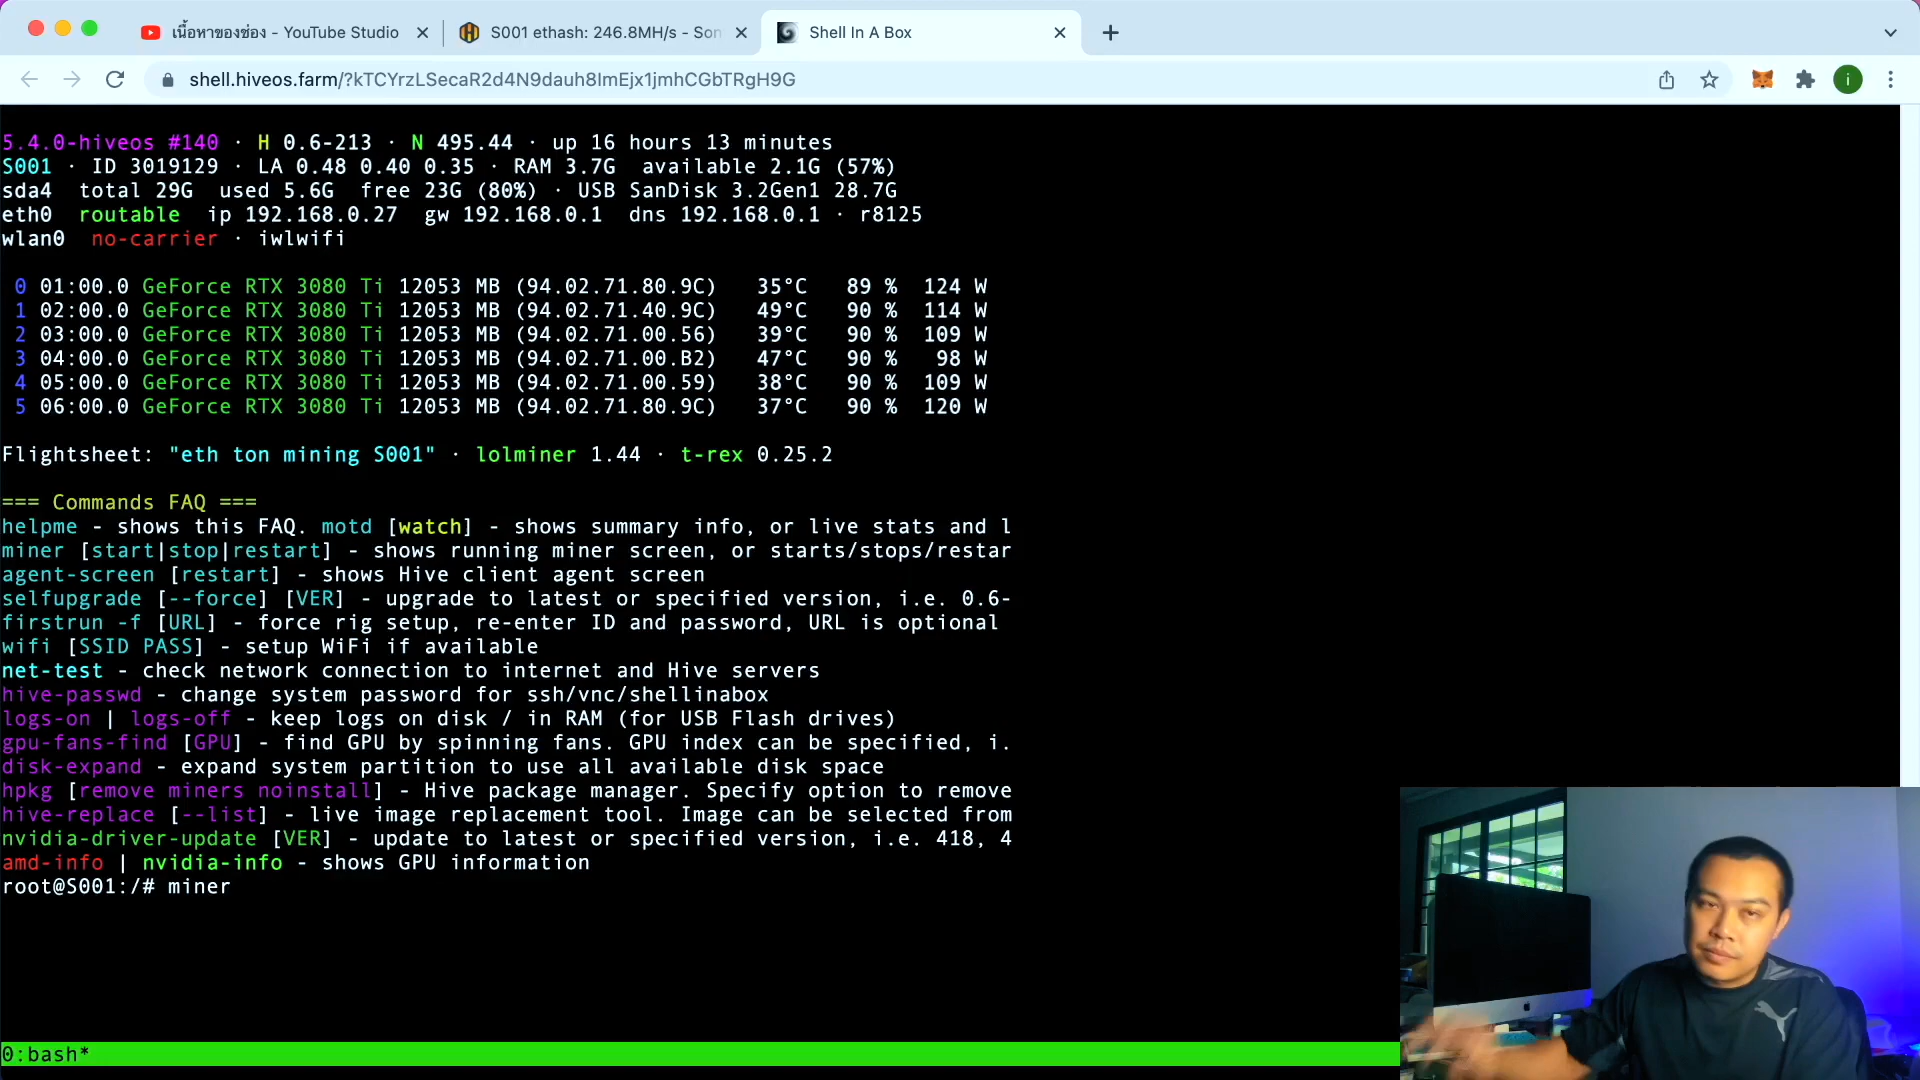 เนื้อหาของช่อง - YouTube Studio
S001 ethash: 246.8MH/s - Son
Shell In A Box
shell.hiveos.farm/?kTCYrzLSecaR2d4N9dauh8ImEjx1jmhCGbTRgH9G
i
5.4.0-hiveos #140 · H 0.6-213 · N 495.44 · up 16 hours 13 minutes
S001 · ID 3019129 · LA 0.48 0.40 0.35 · RAM 3.7G available 2.1G (57%)
sda4 total 29G used 5.6G free 23G (80%) · USB SanDisk 3.2Gen1 28.7G
eth0 routable ip 192.168.0.27 gw 192.168.0.1 dns 192.168.0.1 · r8125
wlan0 no-carrier · iwlwifi
0 01:00.0 GeForce RTX 3080 Ti 12053 MB (94.02.71.80.9C) 35°C 89 % 124 W
1 02:00.0 GeForce RTX 3080 Ti 12053 MB (94.02.71.40.9C) 49°C 90 % 114 W
2 03:00.0 GeForce RTX 3080 Ti 12053 MB (94.02.71.00.56) 39°C 90 % 109 W
3 04:00.0 GeForce RTX 3080 Ti 12053 MB (94.02.71.00.B2) 47°C 90 % 98 W
4 05:00.0 GeForce RTX 3080 Ti 12053 MB (94.02.71.00.59) 38°C 90 % 109 W
5 06:00.0 GeForce RTX 3080 Ti 12053 MB (94.02.71.80.9C) 37°C 90 % 120 W
Flightsheet: "eth ton mining S001" · lolminer 1.44 · t-rex 0.25.2
=== Commands FAQ ===
helpme - shows this FAQ. motd [watch] - shows summary info, or live stats and l
miner [start|stop|restart] - shows running miner screen, or starts/stops/restar
agent-screen [restart] - shows Hive client agent screen
selfupgrade [--force] [VER] - upgrade to latest or specified version, i.e. 0.6-
firstrun -f [URL] - force rig setup, re-enter ID and password, URL is optional
wifi [SSID PASS] - setup WiFi if available
net-test - check network connection to internet and Hive servers
hive-passwd - change system password for ssh/vnc/shellinabox
logs-on | logs-off - keep logs on disk / in RAM (for USB Flash drives)
gpu-fans-find [GPU] - find GPU by spinning fans. GPU index can be specified, i.
disk-expand - expand system partition to use all available disk space
hpkg [remove miners noinstall] - Hive package manager. Specify option to remove
hive-replace [--list] - live image replacement tool. Image can be selected from
nvidia-driver-update [VER] - update to latest or specified version, i.e. 418, 4
amd-info | nvidia-info - shows GPU information
root@S001:/# miner
0:bash*